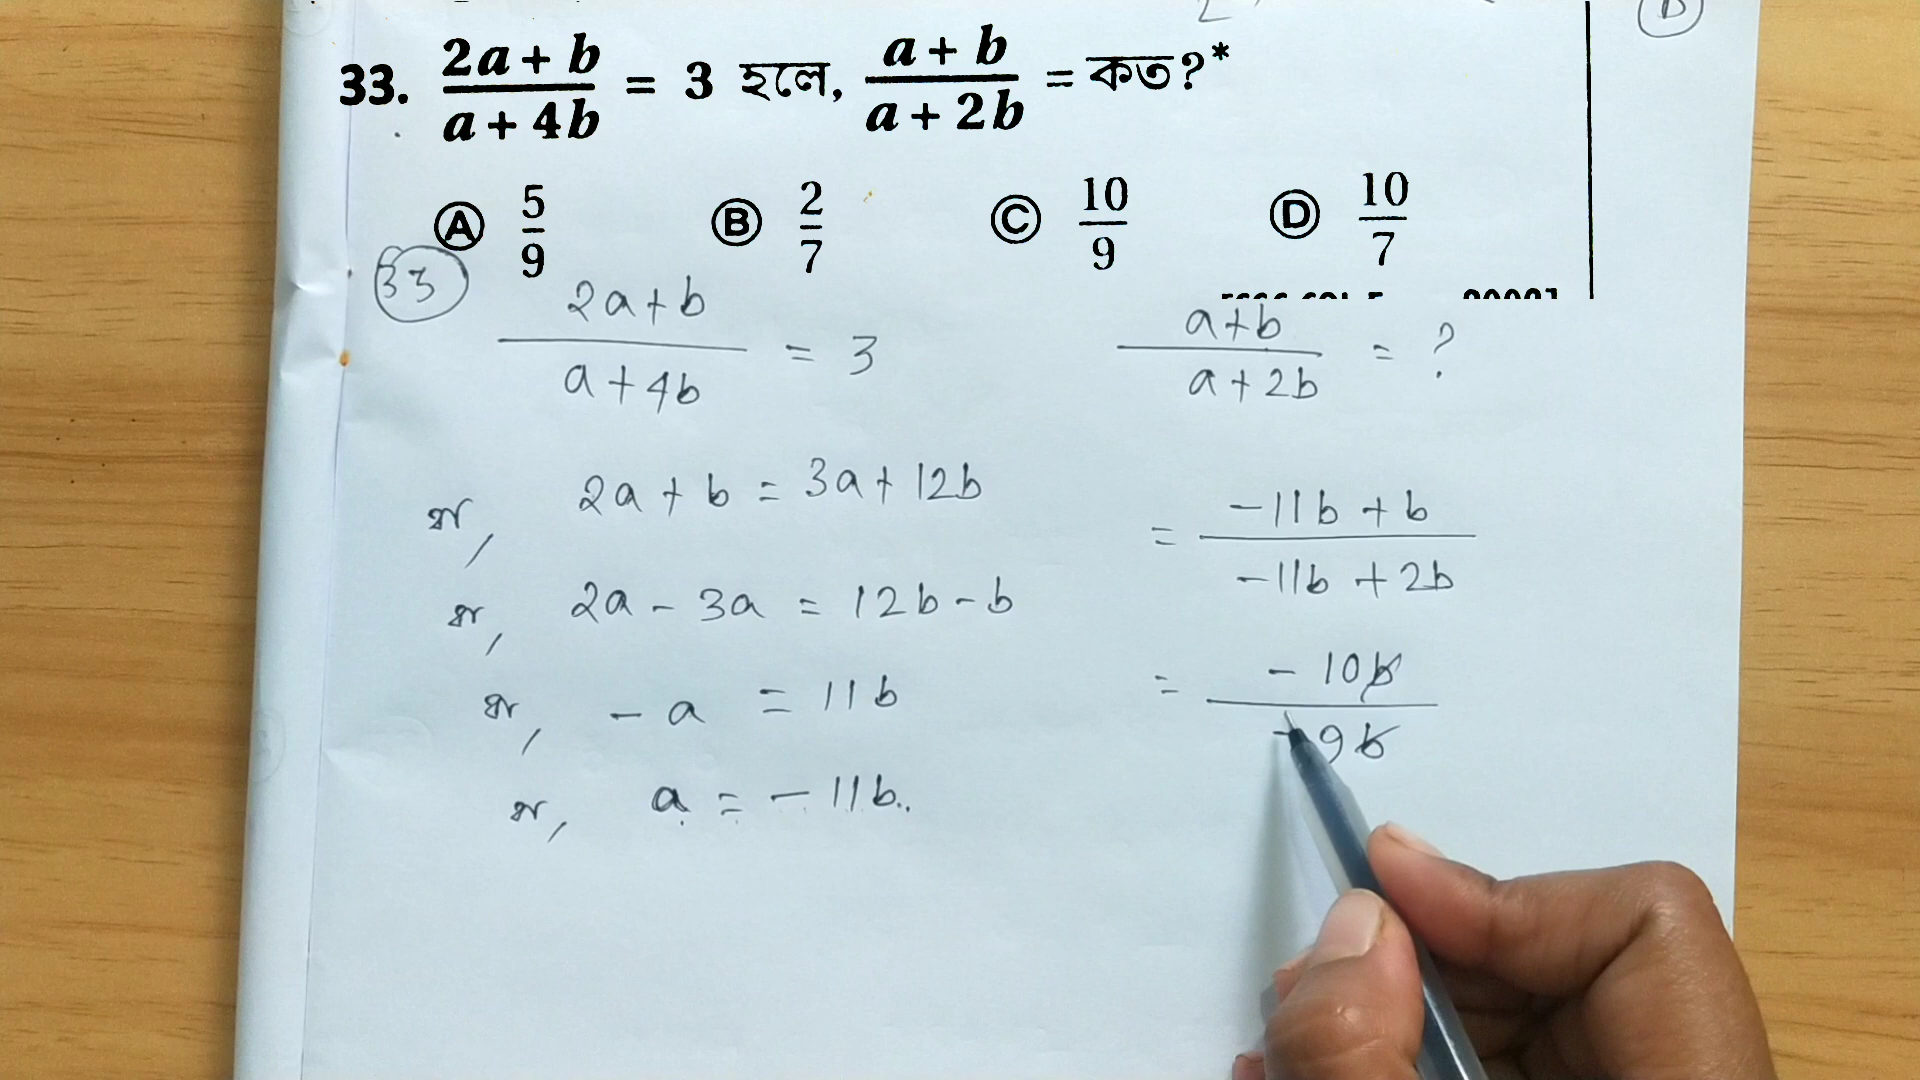 33. (2a + b)/(a + 4b) = 3 হলে, (a + b)/(a + 2b) = কত?*
Ⓐ 5/9 Ⓑ 2/7 Ⓒ 10/9 Ⓓ 10/7
33
(2a + b)/(a + 4b) = 3
বা, 2a + b = 3a + 12b
বা, 2a - 3a = 12b - b
বা, - a = 11b
বা, a = - 11b
(a + b)/(a + 2b) = ?
= (-11b + b)/(-11b + 2b)
= (- 10b)/(- 9b)